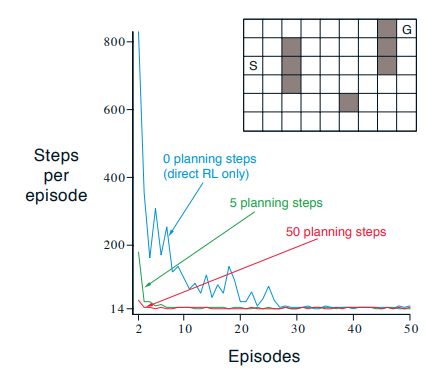 800
G
S
600
Steps
per
episode
0 planning steps
(direct RL only)
400
5 planning steps
50 planning steps
200
14
2
10
20
30
40
50
Episodes